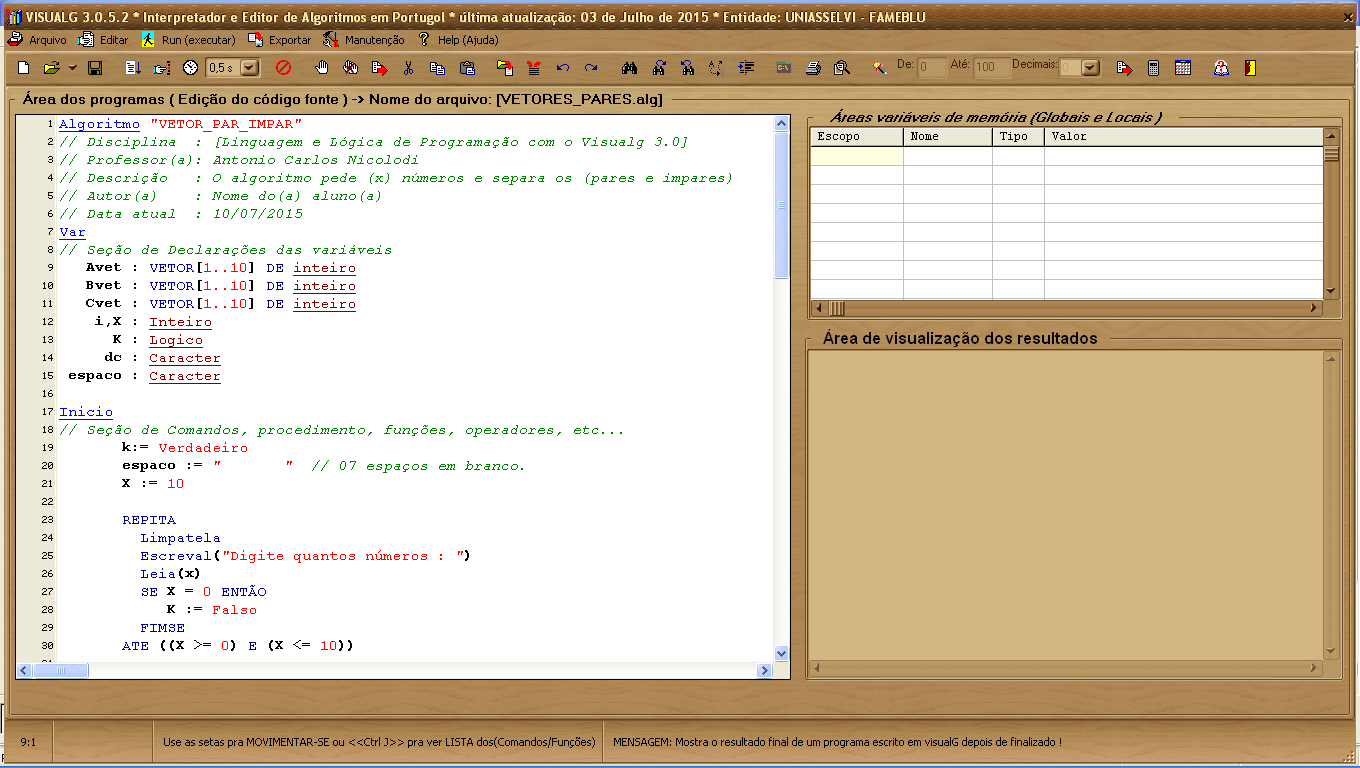 VISUALG 3.0.5.2 * Interpretador e Editor de Algoritmos em Portugol * última atualização: 03 de Julho de 2015 * Entidade: UNIASSELVI - FAMEBLU
Arquivo Editar Run (executar) Exportar Manutenção Help (Ajuda)
0,5 s De: 0 Até: 100 Decimais: 0
Área dos programas ( Edição do código fonte ) -> Nome do arquivo: [VETORES_PARES.alg]
1 Algoritmo "VETOR_PAR_IMPAR"
2 // Disciplina : [Linguagem e Lógica de Programação com o Visualg 3.0]
3 // Professor(a): Antonio Carlos Nicolodi
4 // Descrição : O algoritmo pede (x) números e separa os (pares e impares)
5 // Autor(a) : Nome do(a) aluno(a)
6 // Data atual : 10/07/2015
7 Var
8 // Seção de Declarações das variáveis
9 Avet : VETOR[1..10] DE inteiro
10 Bvet : VETOR[1..10] DE inteiro
11 Cvet : VETOR[1..10] DE inteiro
12 i,X : Inteiro
13 K : Logico
14 dc : Caracter
15 espaco : Caracter
16
17 Inicio
18 // Seção de Comandos, procedimento, funções, operadores, etc...
19 k:= Verdadeiro
20 espaco := "       " // 07 espaços em branco.
21 X := 10
22
23 REPITA
24 Limpatela
25 Escreval("Digite quantos números : ")
26 Leia(x)
27 SE X = 0 ENTÃO
28 K := Falso
29 FIMSE
30 ATE ((X >= 0) E (X <= 10))
Áreas variáveis de memória (Globais e Locais )
Escopo Nome Tipo Valor
Área de visualização dos resultados
9:1
Use as setas pra MOVIMENTAR-SE ou <<Ctrl J>> pra ver LISTA dos(Comandos/Funções)
MENSAGEM: Mostra o resultado final de um programa escrito em visualG depois de finalizado !